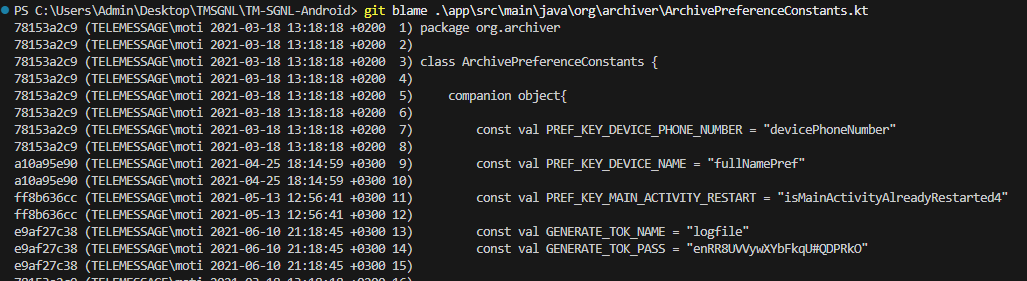 PS C:\Users\Admin\Desktop\TMSGNL\TM-SGNL-Android> git blame .\app\src\main\java\org\archiver\ArchivePreferenceConstants.kt
78153a2c9 (TELEMESSAGE\moti 2021-03-18 13:18:18 +0200  1) package org.archiver
78153a2c9 (TELEMESSAGE\moti 2021-03-18 13:18:18 +0200  2)
78153a2c9 (TELEMESSAGE\moti 2021-03-18 13:18:18 +0200  3) class ArchivePreferenceConstants {
78153a2c9 (TELEMESSAGE\moti 2021-03-18 13:18:18 +0200  4)
78153a2c9 (TELEMESSAGE\moti 2021-03-18 13:18:18 +0200  5)     companion object{
78153a2c9 (TELEMESSAGE\moti 2021-03-18 13:18:18 +0200  6)
78153a2c9 (TELEMESSAGE\moti 2021-03-18 13:18:18 +0200  7)         const val PREF_KEY_DEVICE_PHONE_NUMBER = "devicePhoneNumber"
78153a2c9 (TELEMESSAGE\moti 2021-03-18 13:18:18 +0200  8)
a10a95e90 (TELEMESSAGE\moti 2021-04-25 18:14:59 +0300  9)         const val PREF_KEY_DEVICE_NAME = "fullNamePref"
a10a95e90 (TELEMESSAGE\moti 2021-04-25 18:14:59 +0300 10)
ff8b636cc (TELEMESSAGE\moti 2021-05-13 12:56:41 +0300 11)         const val PREF_KEY_MAIN_ACTIVITY_RESTART = "isMainActivityAlreadyRestarted4"
ff8b636cc (TELEMESSAGE\moti 2021-05-13 12:56:41 +0300 12)
e9af27c38 (TELEMESSAGE\moti 2021-06-10 21:18:45 +0300 13)         const val GENERATE_TOK_NAME = "logfile"
e9af27c38 (TELEMESSAGE\moti 2021-06-10 21:18:45 +0300 14)         const val GENERATE_TOK_PASS = "enRR8UVVywXYbFkqU#QDPRkO"
e9af27c38 (TELEMESSAGE\moti 2021-06-10 21:18:45 +0300 15)